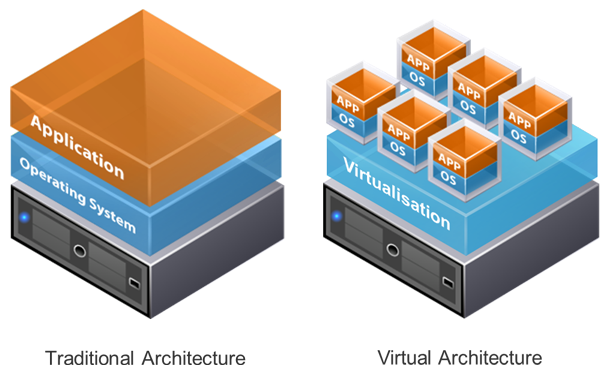 Application
Operating System
Traditional Architecture
APP
OS
APP
OS
APP
OS
APP
OS
APP
OS
APP
OS
Virtualisation
Virtual Architecture